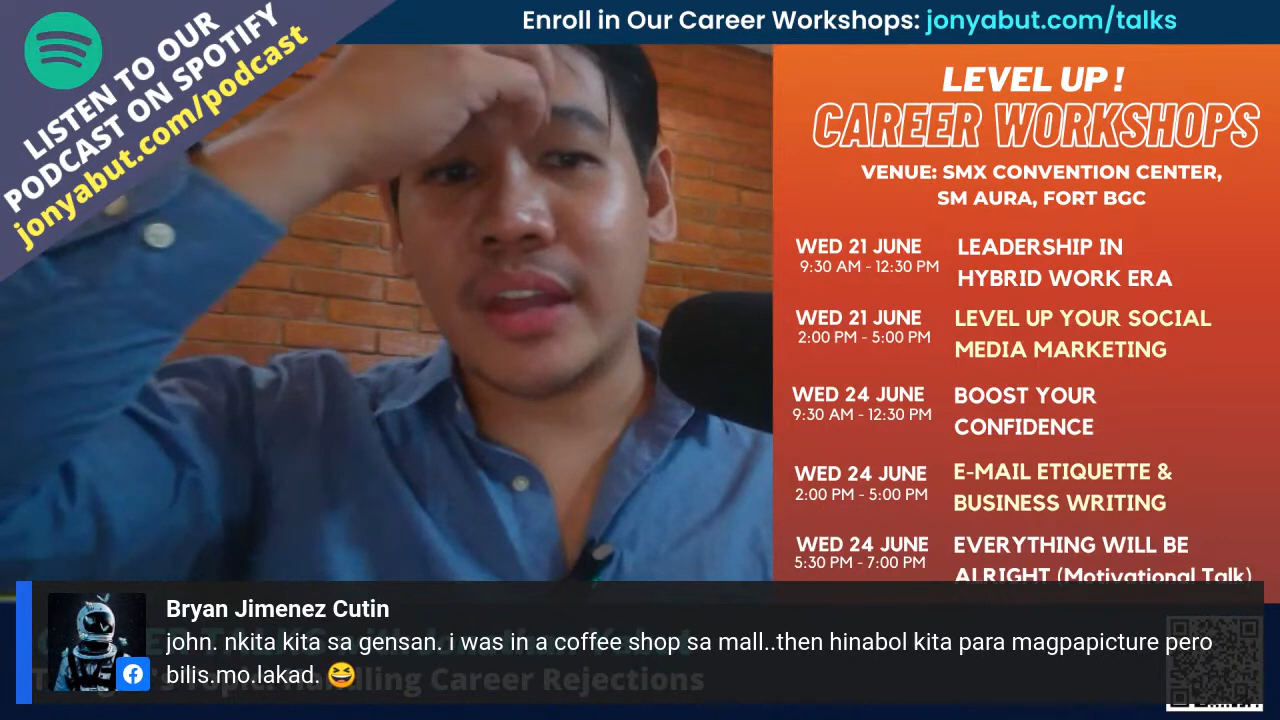 LISTEN TO OUR
PODCAST ON SPOTIFY
jonyabut.com/podcast
Enroll in Our Career Workshops: jonyabut.com/talks
LEVEL UP!
CAREER WORKSHOPS
VENUE: SMX CONVENTION CENTER,
SM AURA, FORT BGC
WED 21 JUNE
9:30 AM - 12:30 PM
LEADERSHIP IN
HYBRID WORK ERA
WED 21 JUNE
2:00 PM - 5:00 PM
LEVEL UP YOUR SOCIAL
MEDIA MARKETING
WED 24 JUNE
9:30 AM - 12:30 PM
BOOST YOUR
CONFIDENCE
WED 24 JUNE
2:00 PM - 5:00 PM
E-MAIL ETIQUETTE &
BUSINESS WRITING
WED 24 JUNE
5:30 PM - 7:00 PM
EVERYTHING WILL BE
ALRIGHT (Motivational Talk)
Bryan Jimenez Cutin
john. nkita kita sa gensan. i was in a coffee shop sa mall..then hinabol kita para magpapicture pero
bilis.mo.lakad. 😆
Handling Career Rejections